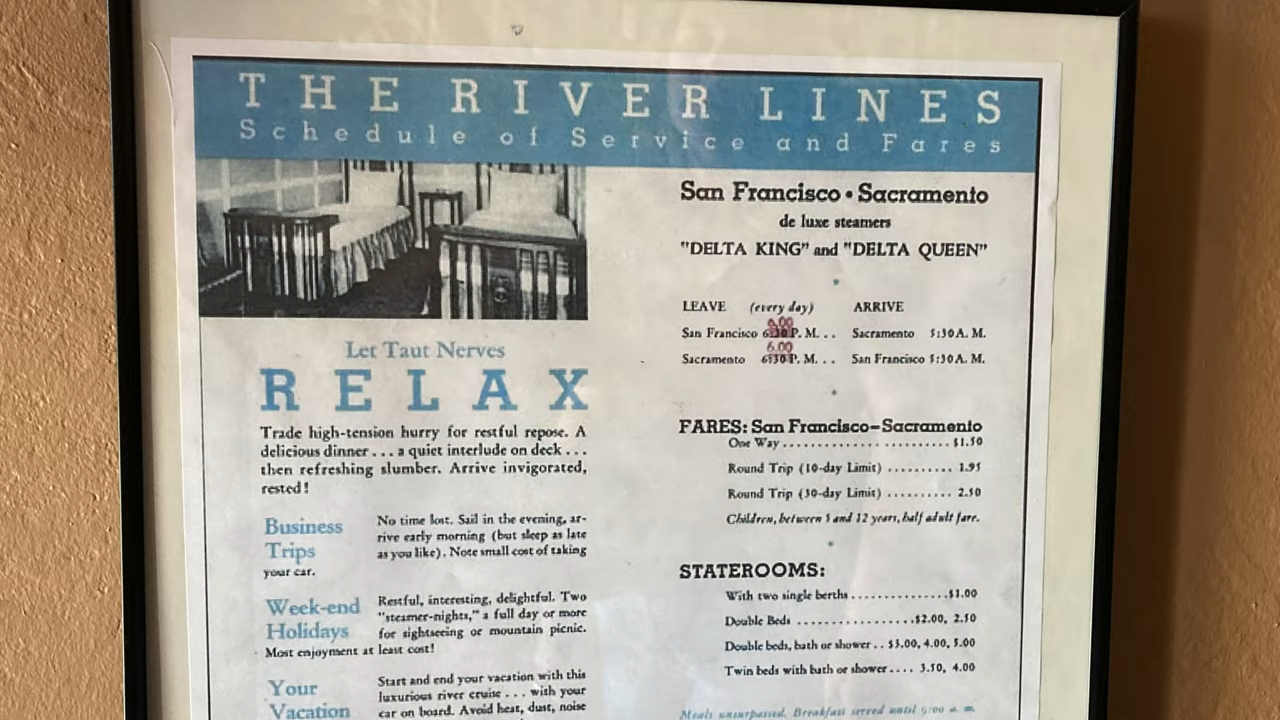 THE RIVER LINES
Schedule of Service and Fares
Let Taut Nerves
RELAX
Trade high-tension hurry for restful repose. A
delicious dinner . . . a quiet interlude on deck . . .
then refreshing slumber. Arrive invigorated,
rested!
Business
Trips
No time lost. Sail in the evening, ar-
rive early morning (but sleep as late
as you like). Note small cost of taking
your car.
Week-end
Holidays
Restful, interesting, delightful. Two
"steamer-nights," a full day or more
for sightseeing or mountain picnic.
Most enjoyment at least cost!
Your
Vacation
Start and end your vacation with this
luxurious river cruise . . . with your
car on board. Avoid heat, dust, noise
San Francisco • Sacramento
de luxe steamers
"DELTA KING" and "DELTA QUEEN"
LEAVE (every day) ARRIVE
6.00
San Francisco 6:30 P. M. . . Sacramento 5:30 A. M.
6.00
Sacramento 6:30 P. M. . . San Francisco 5:30 A. M.
FARES: San Francisco–Sacramento
One Way . . . . . . . . . . . . . . . . . . . . . . . $1.50
Round Trip (10-day Limit) . . . . . . . . . . 1.95
Round Trip (30-day Limit) . . . . . . . . . . 2.50
Children, between 5 and 12 years, half adult fare.
STATEROOMS:
With two single berths . . . . . . . . . . . . . . . $1.00
Double Beds . . . . . . . . . . . . . . . . . $2.00, 2.50
Double beds, bath or shower . . $3.00, 4.00, 5.00
Twin beds with bath or shower . . . . 3.50, 4.00
Meals unsurpassed. Breakfast served until 9:00 a. m.